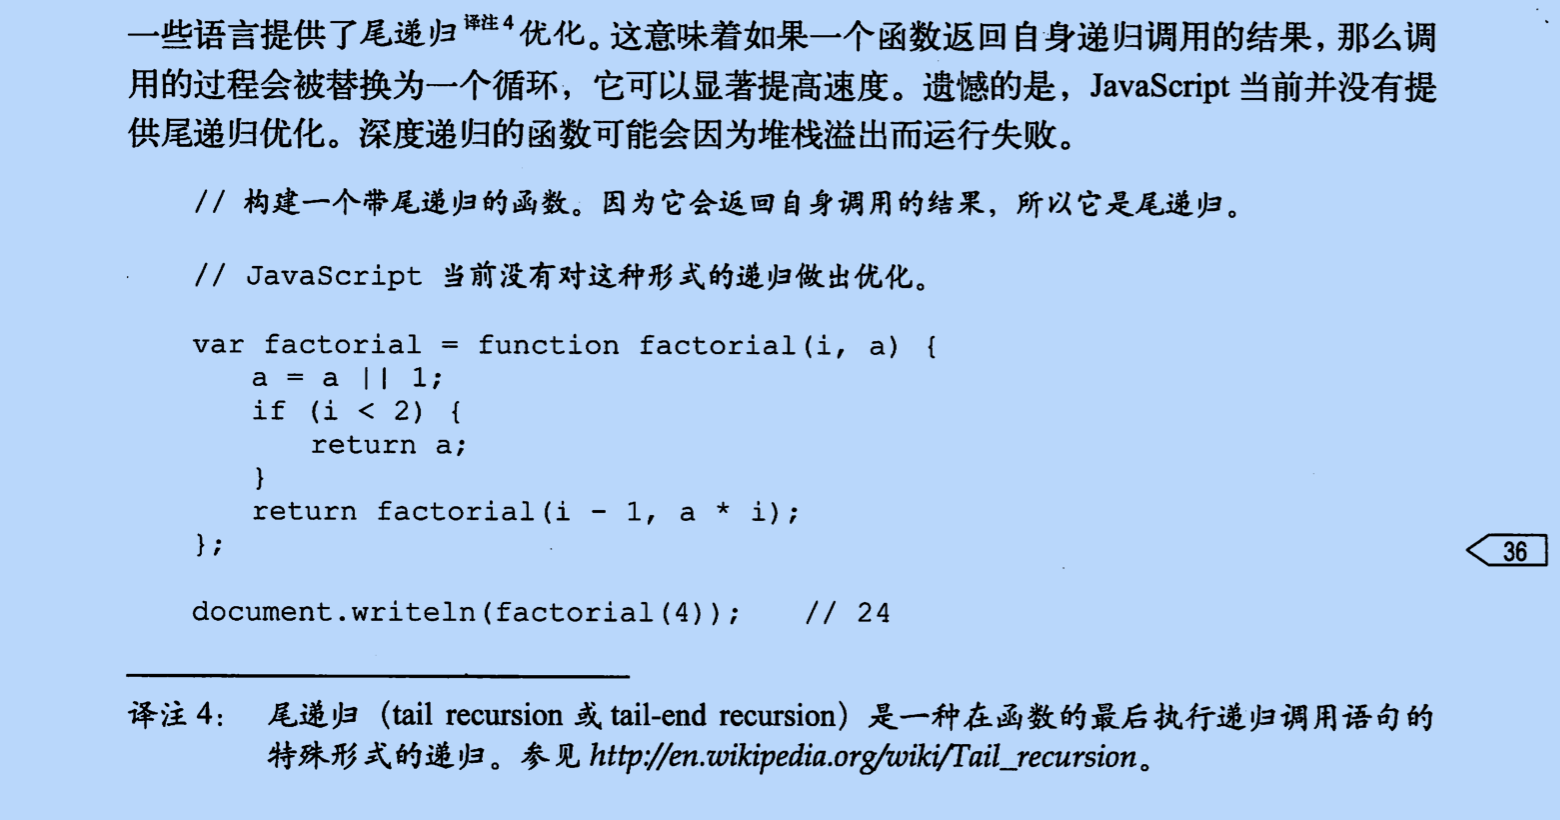 一些语言提供了尾递归译注4优化。这意味着如果一个函数返回自身递归调用的结果，那么调
用的过程会被替换为一个循环，它可以显著提高速度。遗憾的是，JavaScript 当前并没有提
供尾递归优化。深度递归的函数可能会因为堆栈溢出而运行失败。
// 构建一个带尾递归的函数。因为它会返回自身调用的结果，所以它是尾递归。
// JavaScript 当前没有对这种形式的递归做出优化。
var factorial = function factorial(i, a) {
a = a || 1;
if (i < 2) {
return a;
}
return factorial(i - 1, a * i);
};
36
document.writeln(factorial(4)); // 24
译注 4： 尾递归（tail recursion 或 tail-end recursion）是一种在函数的最后执行递归调用语句的
特殊形式的递归。参见 http://en.wikipedia.org/wiki/Tail_recursion。